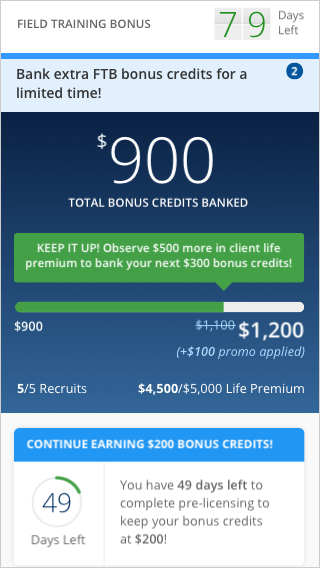 FIELD TRAINING BONUS
79 Days Left
Bank extra FTB bonus credits for a
limited time!
2
$900
TOTAL BONUS CREDITS BANKED
KEEP IT UP! Observe $500 more in client life
premium to bank your next $300 bonus credits!
$900 $1,100 $1,200
(+$100 promo applied)
5/5 Recruits $4,500/$5,000 Life Premium
CONTINUE EARNING $200 BONUS CREDITS!
49
Days Left
You have 49 days left to
complete pre-licensing to
keep your bonus credits
at $200!